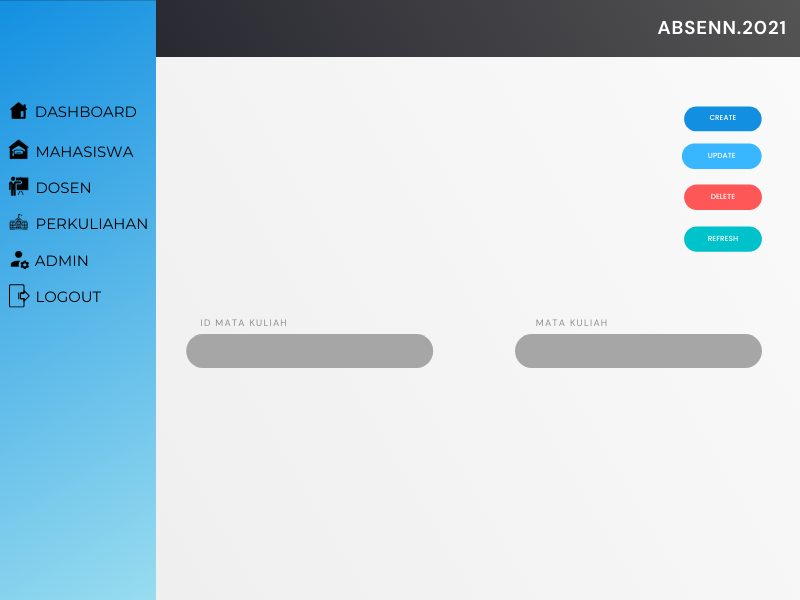 ABSENN.2021
DASHBOARD
MAHASISWA
DOSEN
PERKULIAHAN
ADMIN
LOGOUT
CREATE
UPDATE
DELETE
REFRESH
ID MATA KULIAH
MATA KULIAH